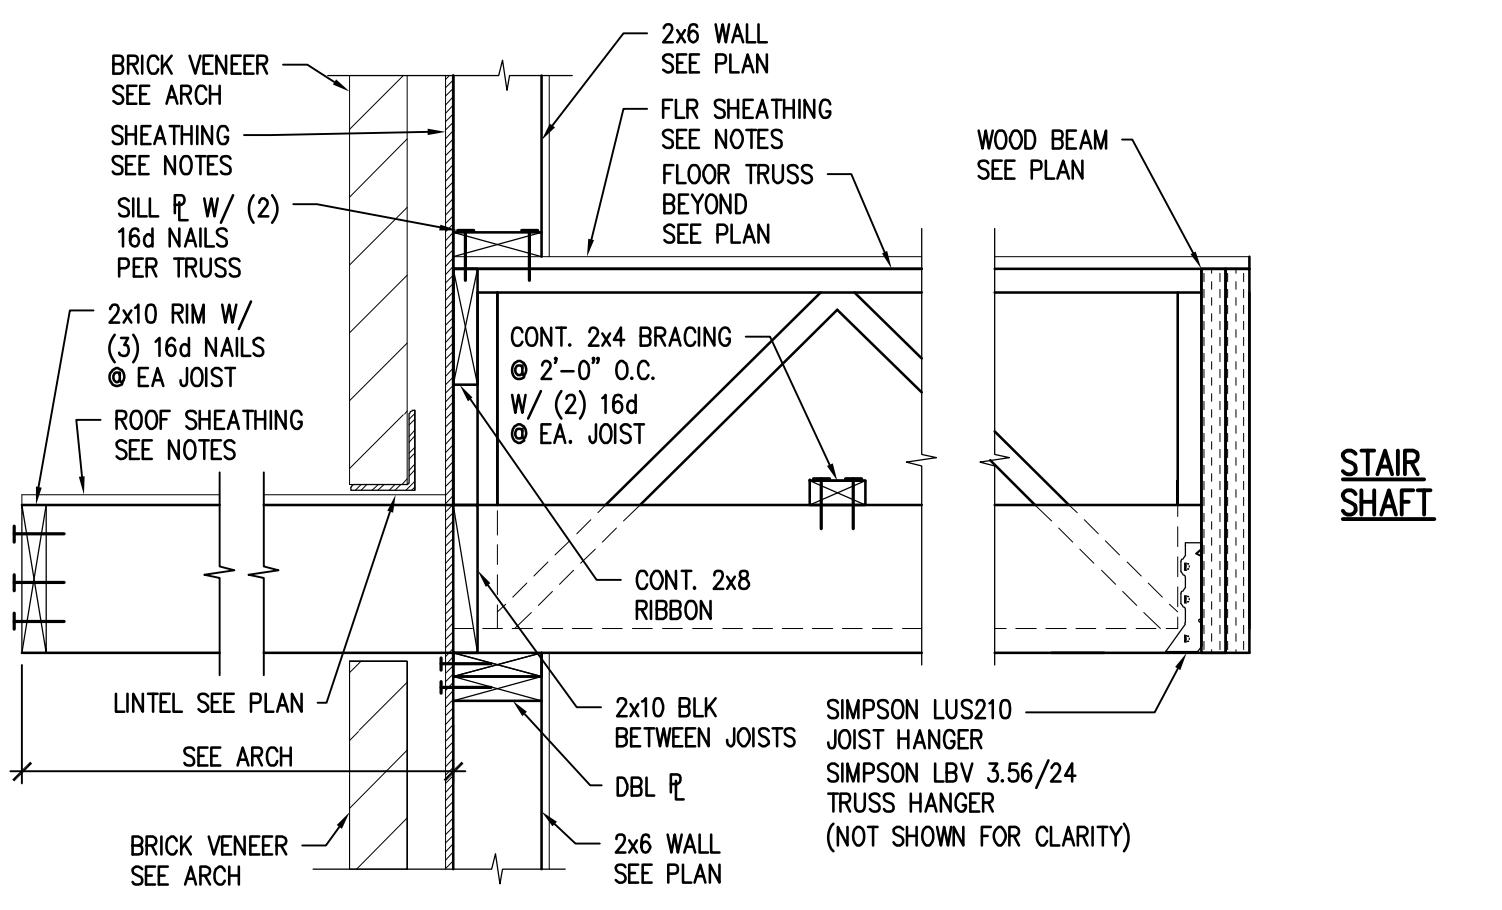 BRICK VENEER
SEE ARCH
SHEATHING
SEE NOTES
SILL ⅊ W/ (2)
16d NAILS
PER TRUSS
2x10 RIM W/
(3) 16d NAILS
@ EA JOIST
ROOF SHEATHING
SEE NOTES
2x6 WALL
SEE PLAN
FLR SHEATHING
SEE NOTES
FLOOR TRUSS
BEYOND
SEE PLAN
WOOD BEAM
SEE PLAN
CONT. 2x4 BRACING
@ 2'-0" O.C.
W/ (2) 16d
@ EA. JOIST
STAIR
SHAFT
CONT. 2x8
RIBBON
LINTEL SEE PLAN
SEE ARCH
BRICK VENEER
SEE ARCH
2x10 BLK
BETWEEN JOISTS
DBL ⅊
2x6 WALL
SEE PLAN
SIMPSON LUS210
JOIST HANGER
SIMPSON LBV 3.56/24
TRUSS HANGER
(NOT SHOWN FOR CLARITY)